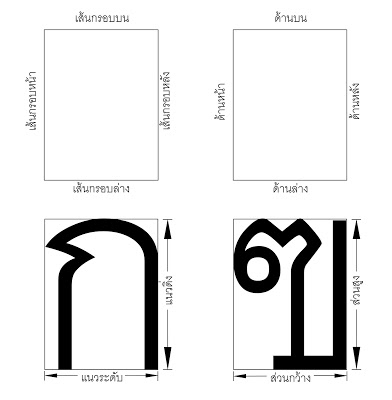 เส้นกรอบบน
ด้านบน
เส้นกรอบหน้า
เส้นกรอบหลัง
ด้านหน้า
ด้านหลัง
เส้นกรอบล่าง
ด้านล่าง
ก
แนวดิ่ง
ฅ
ส่วนสูง
แนวระดับ
ส่วนกว้าง